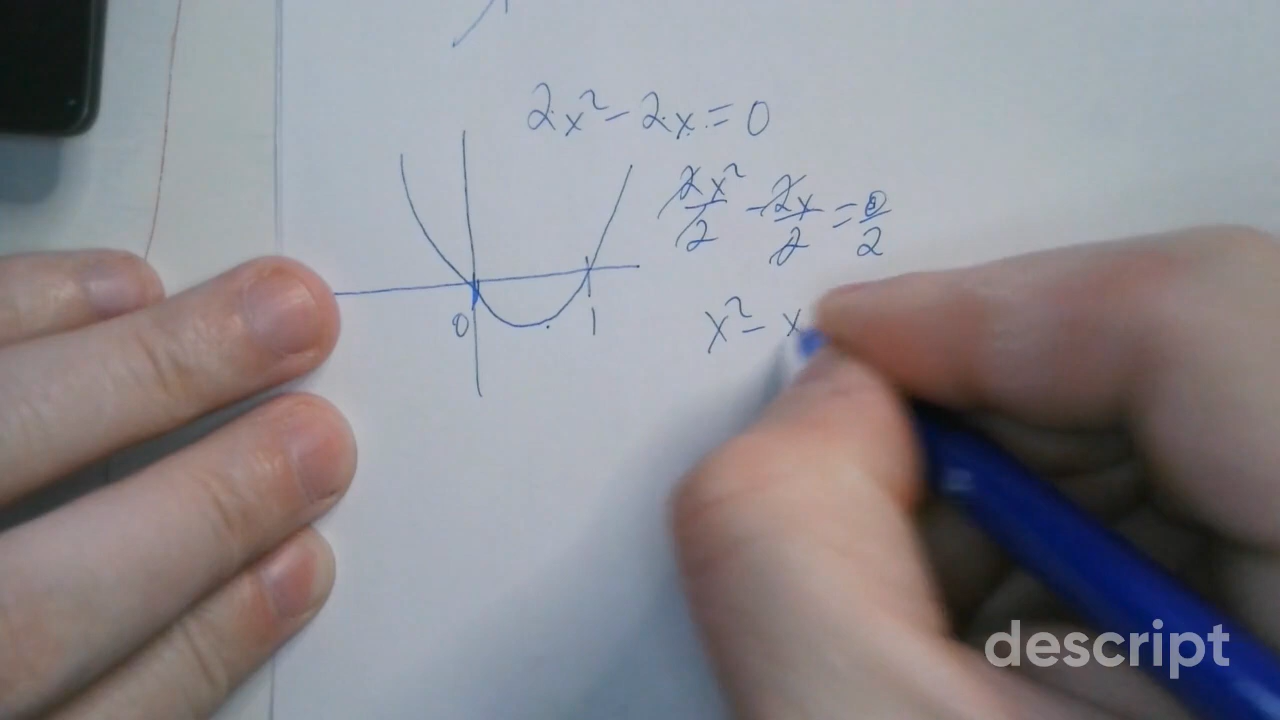 2x² - 2x = 0
2x²/2 - 2x/2 = 0/2
x² - x
0 1
descript